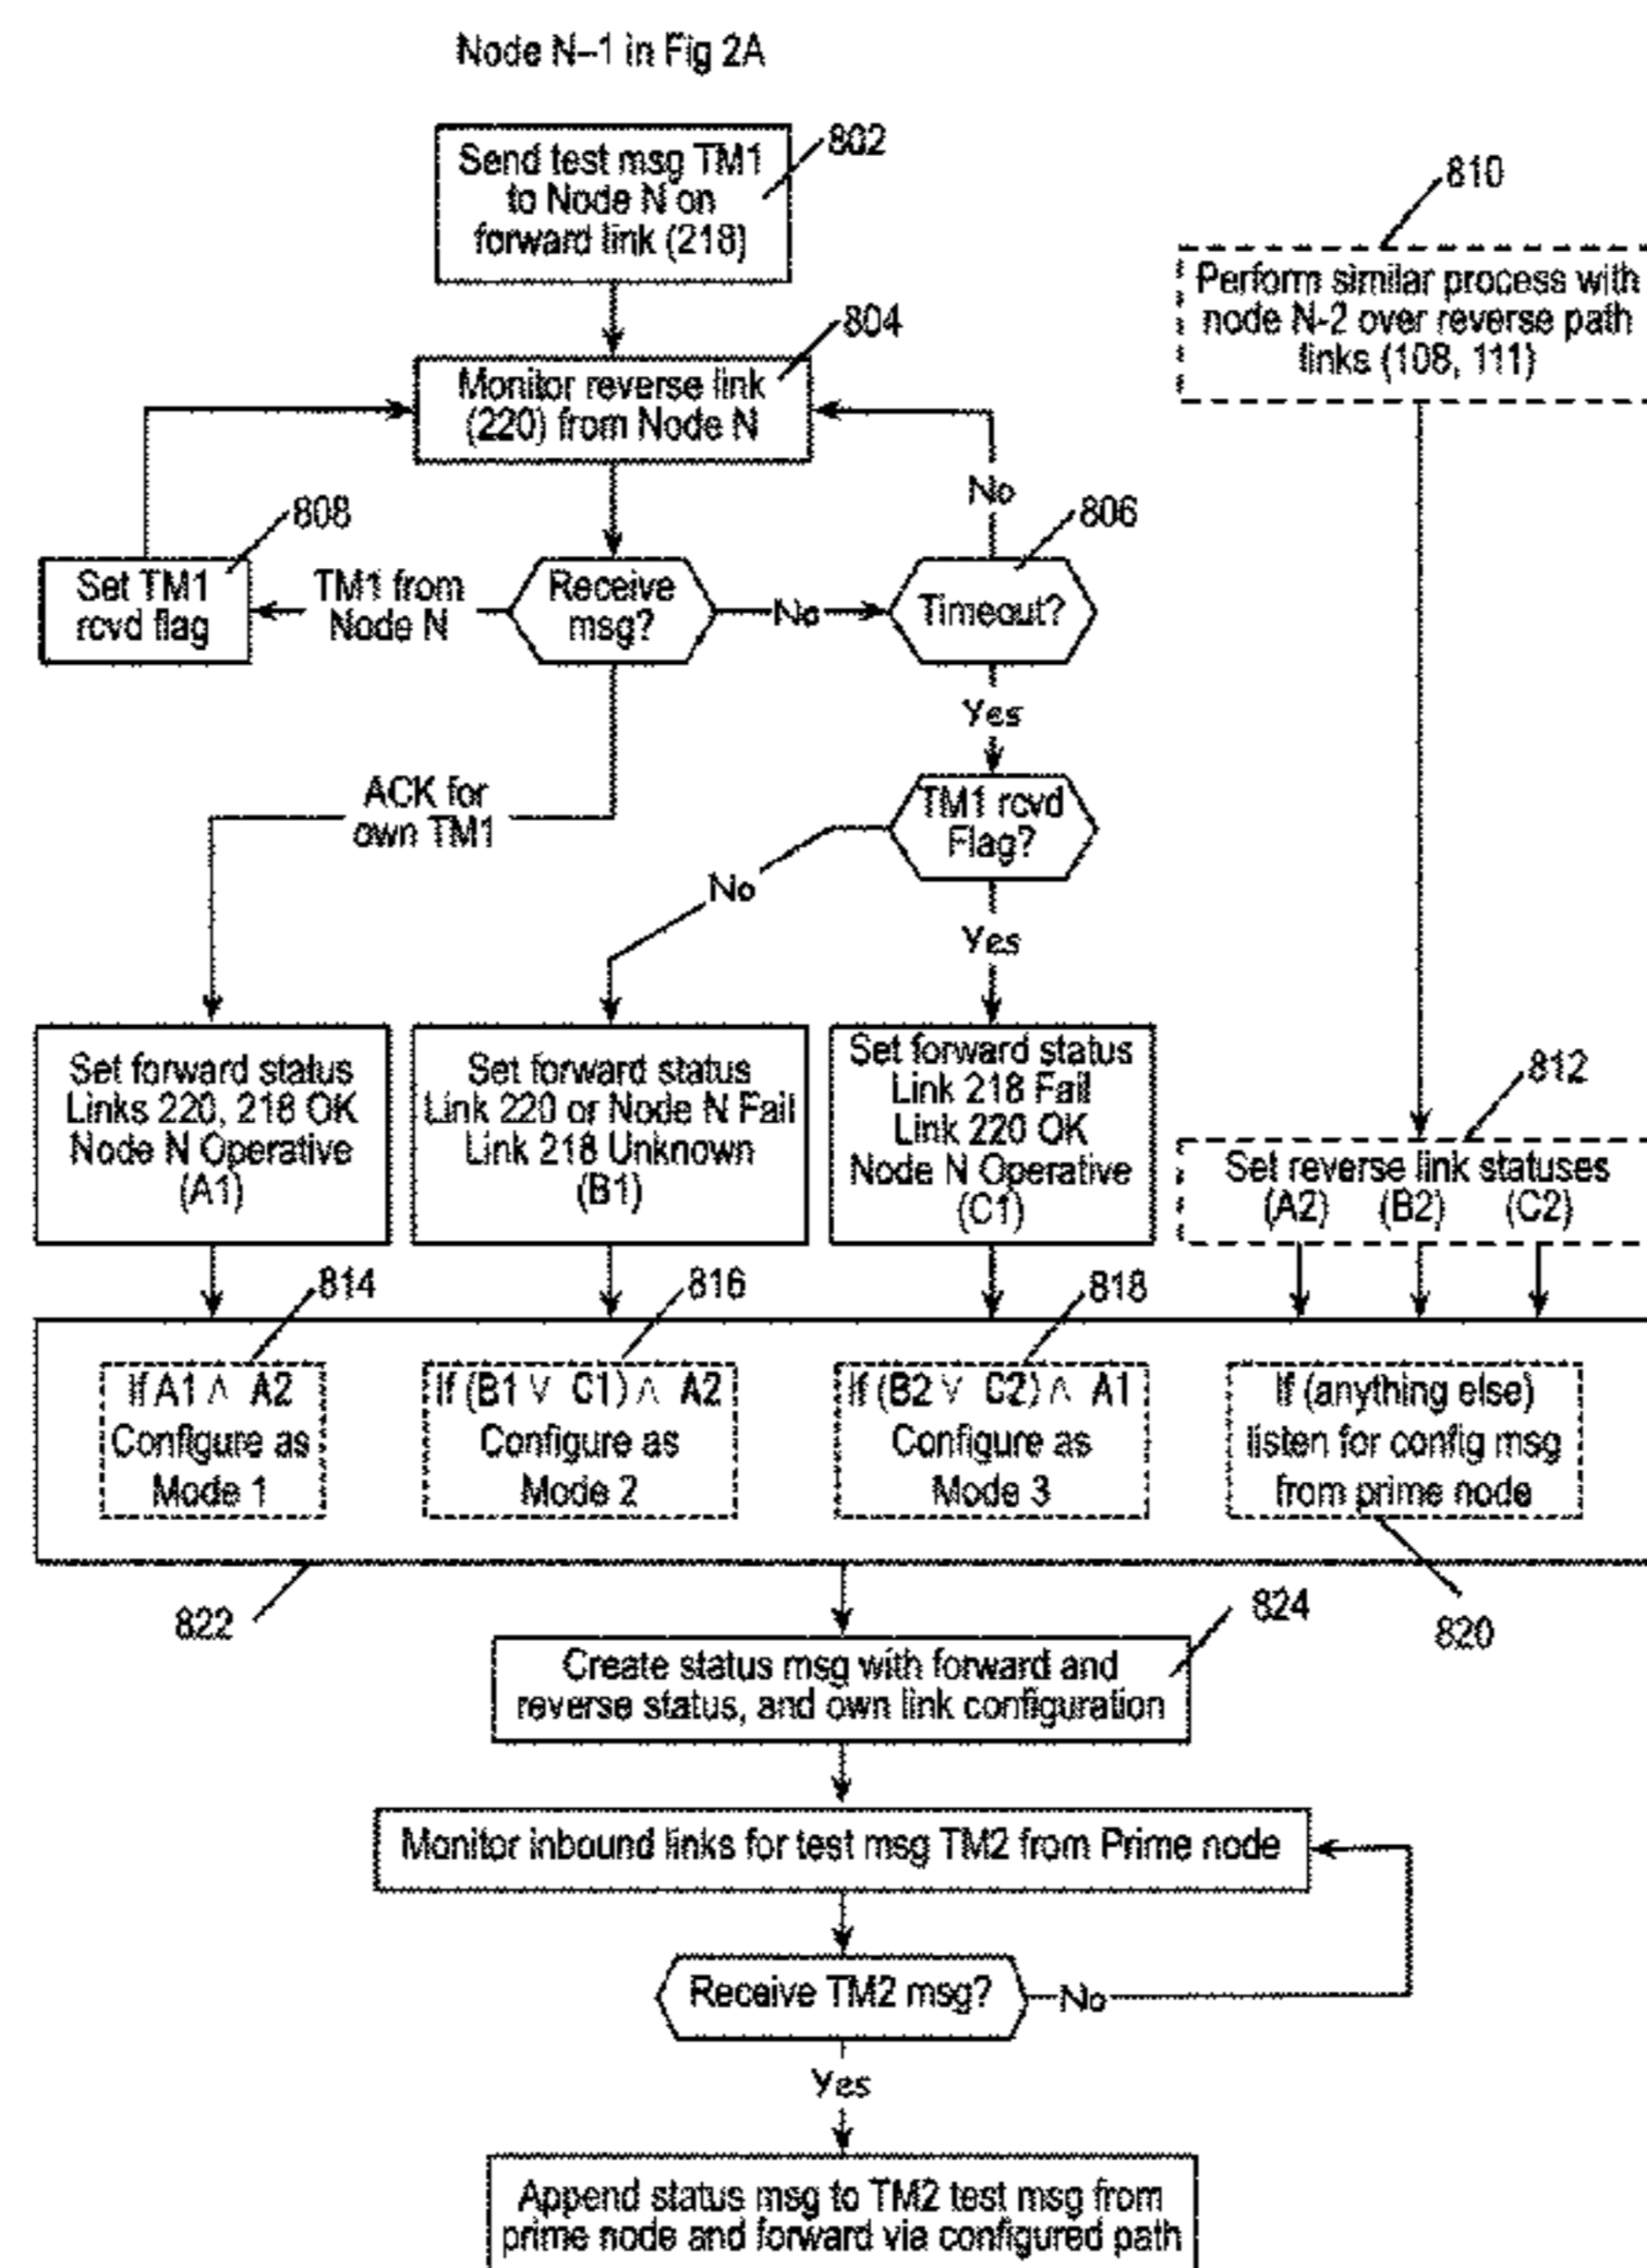 Node N–1 in Fig 2A
802
Send test msg TM1
to Node N on
forward link (218)
810
Perform similar process with
node N-2 over reverse path
links (108, 111)
804
Monitor reverse link
(220) from Node N
No
808
806
Set TM1
rcvd flag
TM1 from
Node N
Receive
msg?
No
Timeout?
Yes
ACK for
own TM1
TM1 rcvd
Flag?
No
Yes
Set forward status
Links 220, 218 OK
Node N Operative
(A1)
Set forward status
Link 220 or Node N Fail
Link 218 Unknown
(B1)
Set forward status
Link 218 Fail
Link 220 OK
Node N Operative
(C1)
812
Set reverse link statuses
(A2) (B2) (C2)
814
816
818
If A1 ∧ A2
Configure as
Mode 1
If (B1 ∨ C1) ∧ A2
Configure as
Mode 2
If (B2 ∨ C2) ∧ A1
Configure as
Mode 3
If (anything else)
listen for config msg
from prime node
822
824
820
Create status msg with forward and
reverse status, and own link configuration
Monitor inbound links for test msg TM2 from Prime node
Receive TM2 msg?
No
Yes
Append status msg to TM2 test msg from
prime node and forward via configured path